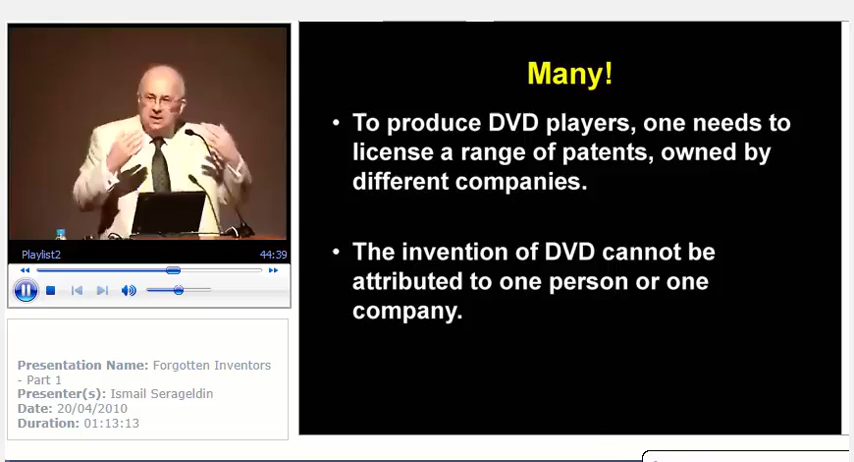 Playlist2 44:39
Presentation Name: Forgotten Inventors
- Part 1
Presenter(s): Ismail Serageldin
Date: 20/04/2010
Duration: 01:13:13
Many!
• To produce DVD players, one needs to
license a range of patents, owned by
different companies.
• The invention of DVD cannot be
attributed to one person or one
company.